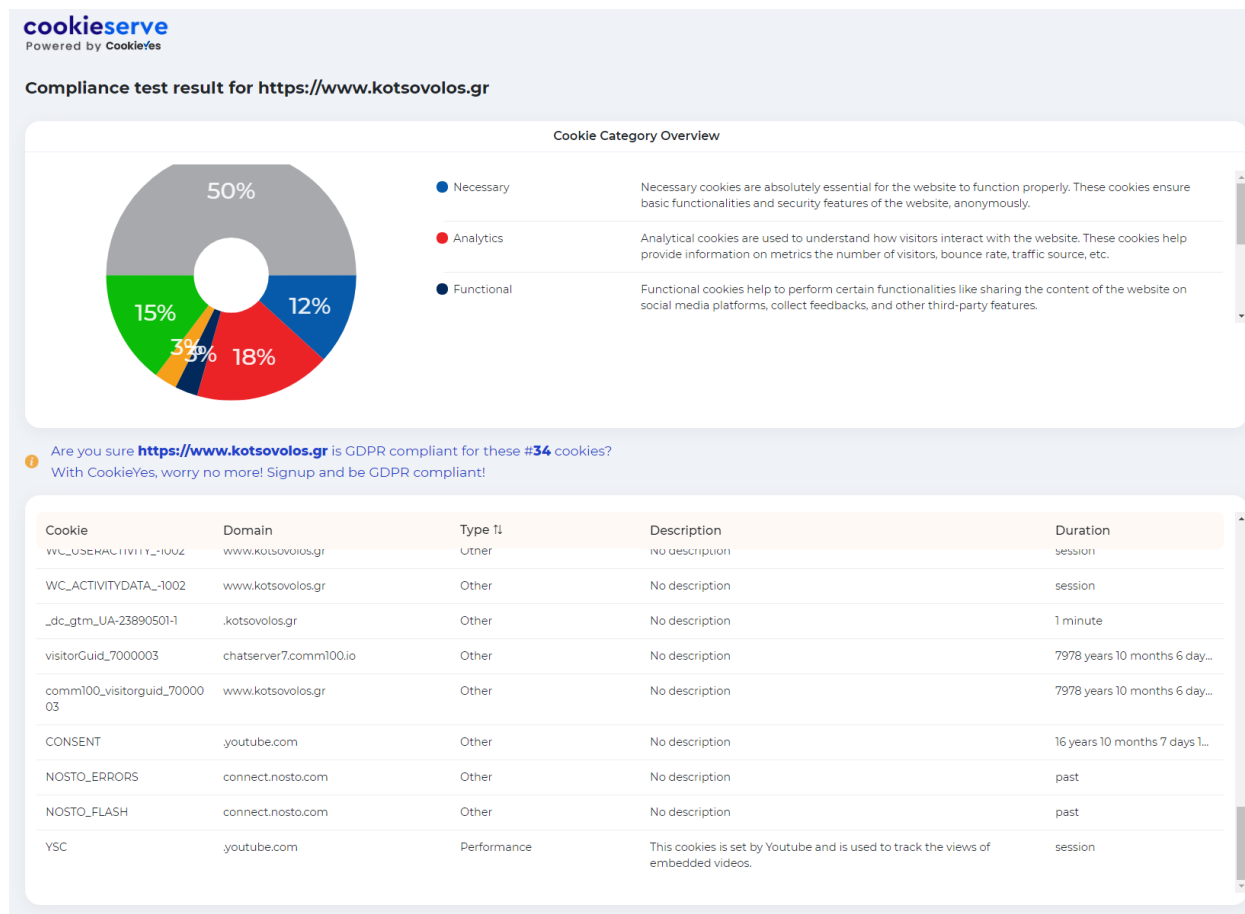 cookieserve
Powered by CookieYes
Compliance test result for https://www.kotsovolos.gr
Cookie Category Overview
50%
12%
18%
3%
3%
15%
Necessary
Necessary cookies are absolutely essential for the website to function properly. These cookies ensure
basic functionalities and security features of the website, anonymously.
Analytics
Analytical cookies are used to understand how visitors interact with the website. These cookies help
provide information on metrics the number of visitors, bounce rate, traffic source, etc.
Functional
Functional cookies help to perform certain functionalities like sharing the content of the website on
social media platforms, collect feedbacks, and other third-party features.
Are you sure https://www.kotsovolos.gr is GDPR compliant for these #34 cookies?
With CookieYes, worry no more! Signup and be GDPR compliant!
Cookie Domain Type Description Duration
WC_USERACTIVITY_-1002 www.kotsovolos.gr Other No description session
WC_ACTIVITYDATA_-1002 www.kotsovolos.gr Other No description session
_dc_gtm_UA-23890501-1 .kotsovolos.gr Other No description 1 minute
visitorGuid_7000003 chatserver7.comm100.io Other No description 7978 years 10 months 6 day...
comm100_visitorguid_70000 www.kotsovolos.gr Other No description 7978 years 10 months 6 day...
03
CONSENT .youtube.com Other No description 16 years 10 months 7 days 1...
NOSTO_ERRORS connect.nosto.com Other No description past
NOSTO_FLASH connect.nosto.com Other No description past
YSC .youtube.com Performance This cookies is set by Youtube and is used to track the views of session
embedded videos.